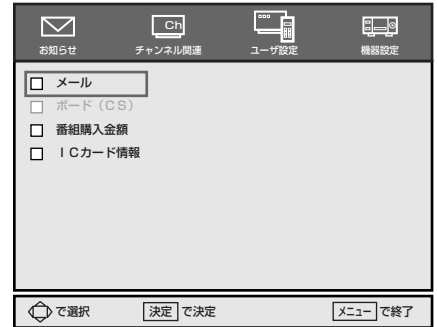 お知らせ Ch チャンネル関連 ユーザ設定 機器設定
メール
ボード（CS）
番組購入金額
ICカード情報
で選択 決定 で決定 メニュー で終了